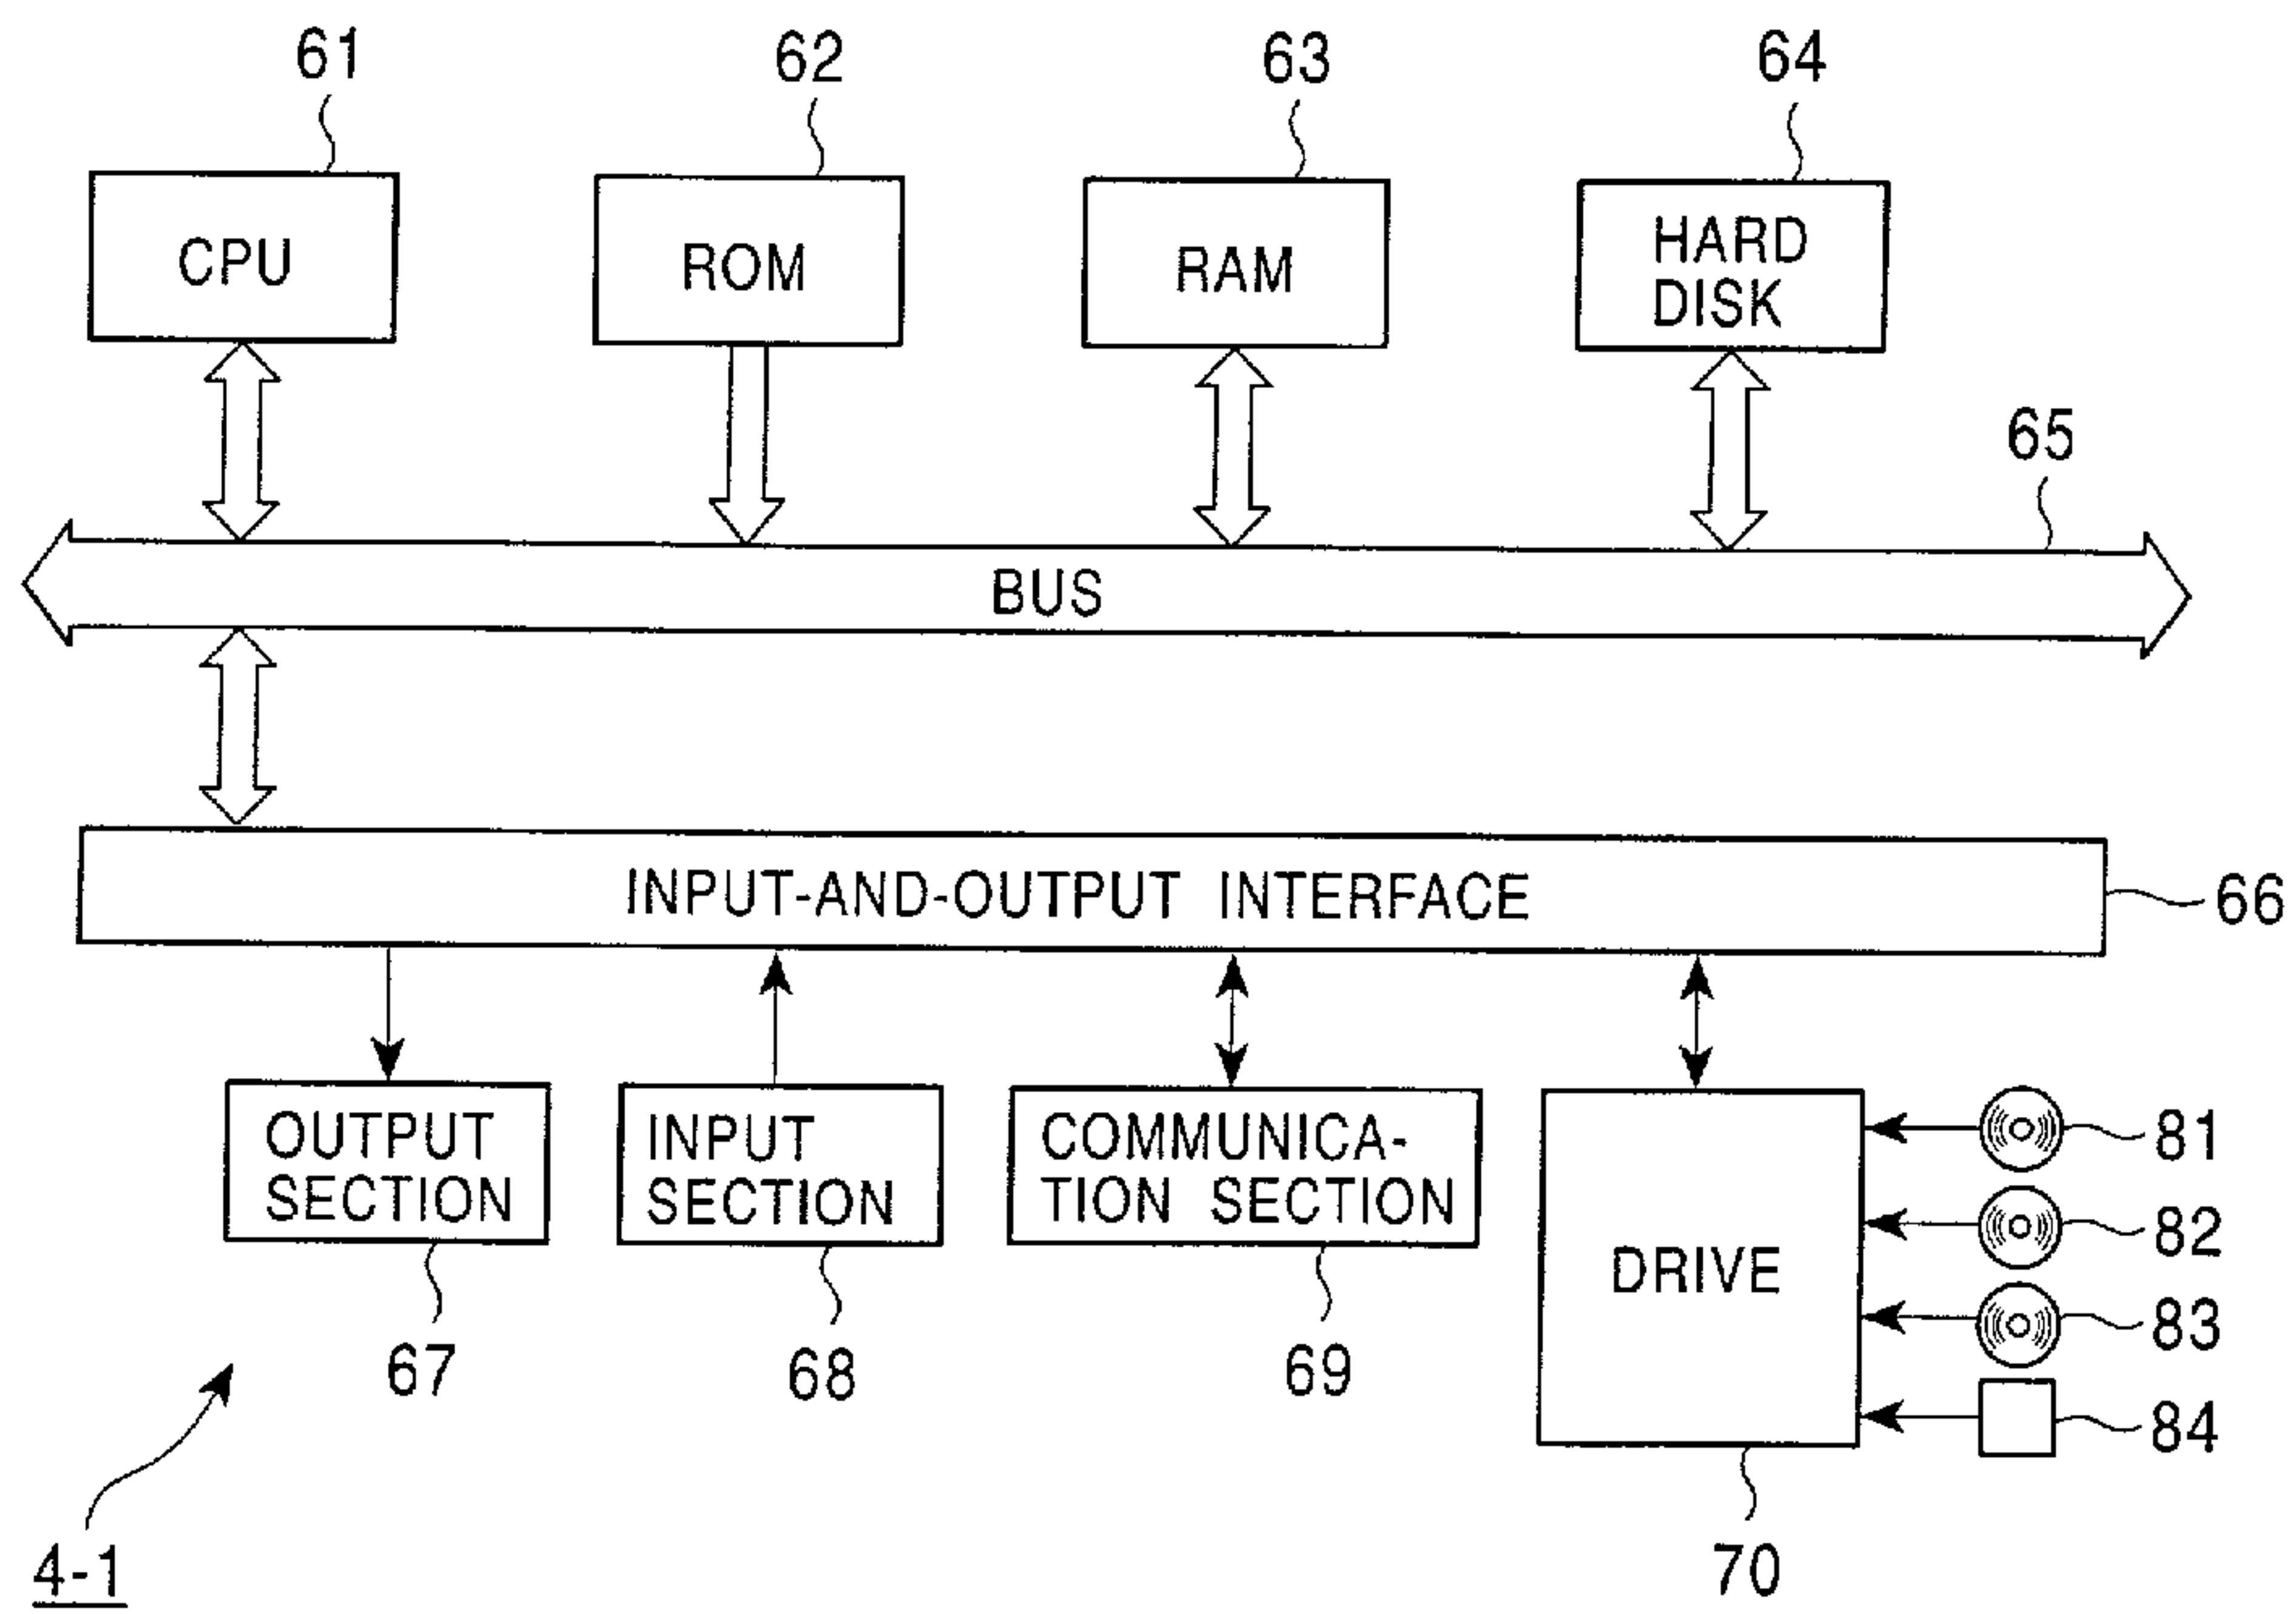 61
62
63
64
CPU
ROM
RAM
HARD
DISK
65
BUS
INPUT-AND-OUTPUT INTERFACE
66
OUTPUT
SECTION
INPUT
SECTION
COMMUNICA-
TION SECTION
DRIVE
81
82
83
84
67
68
69
70
4-1